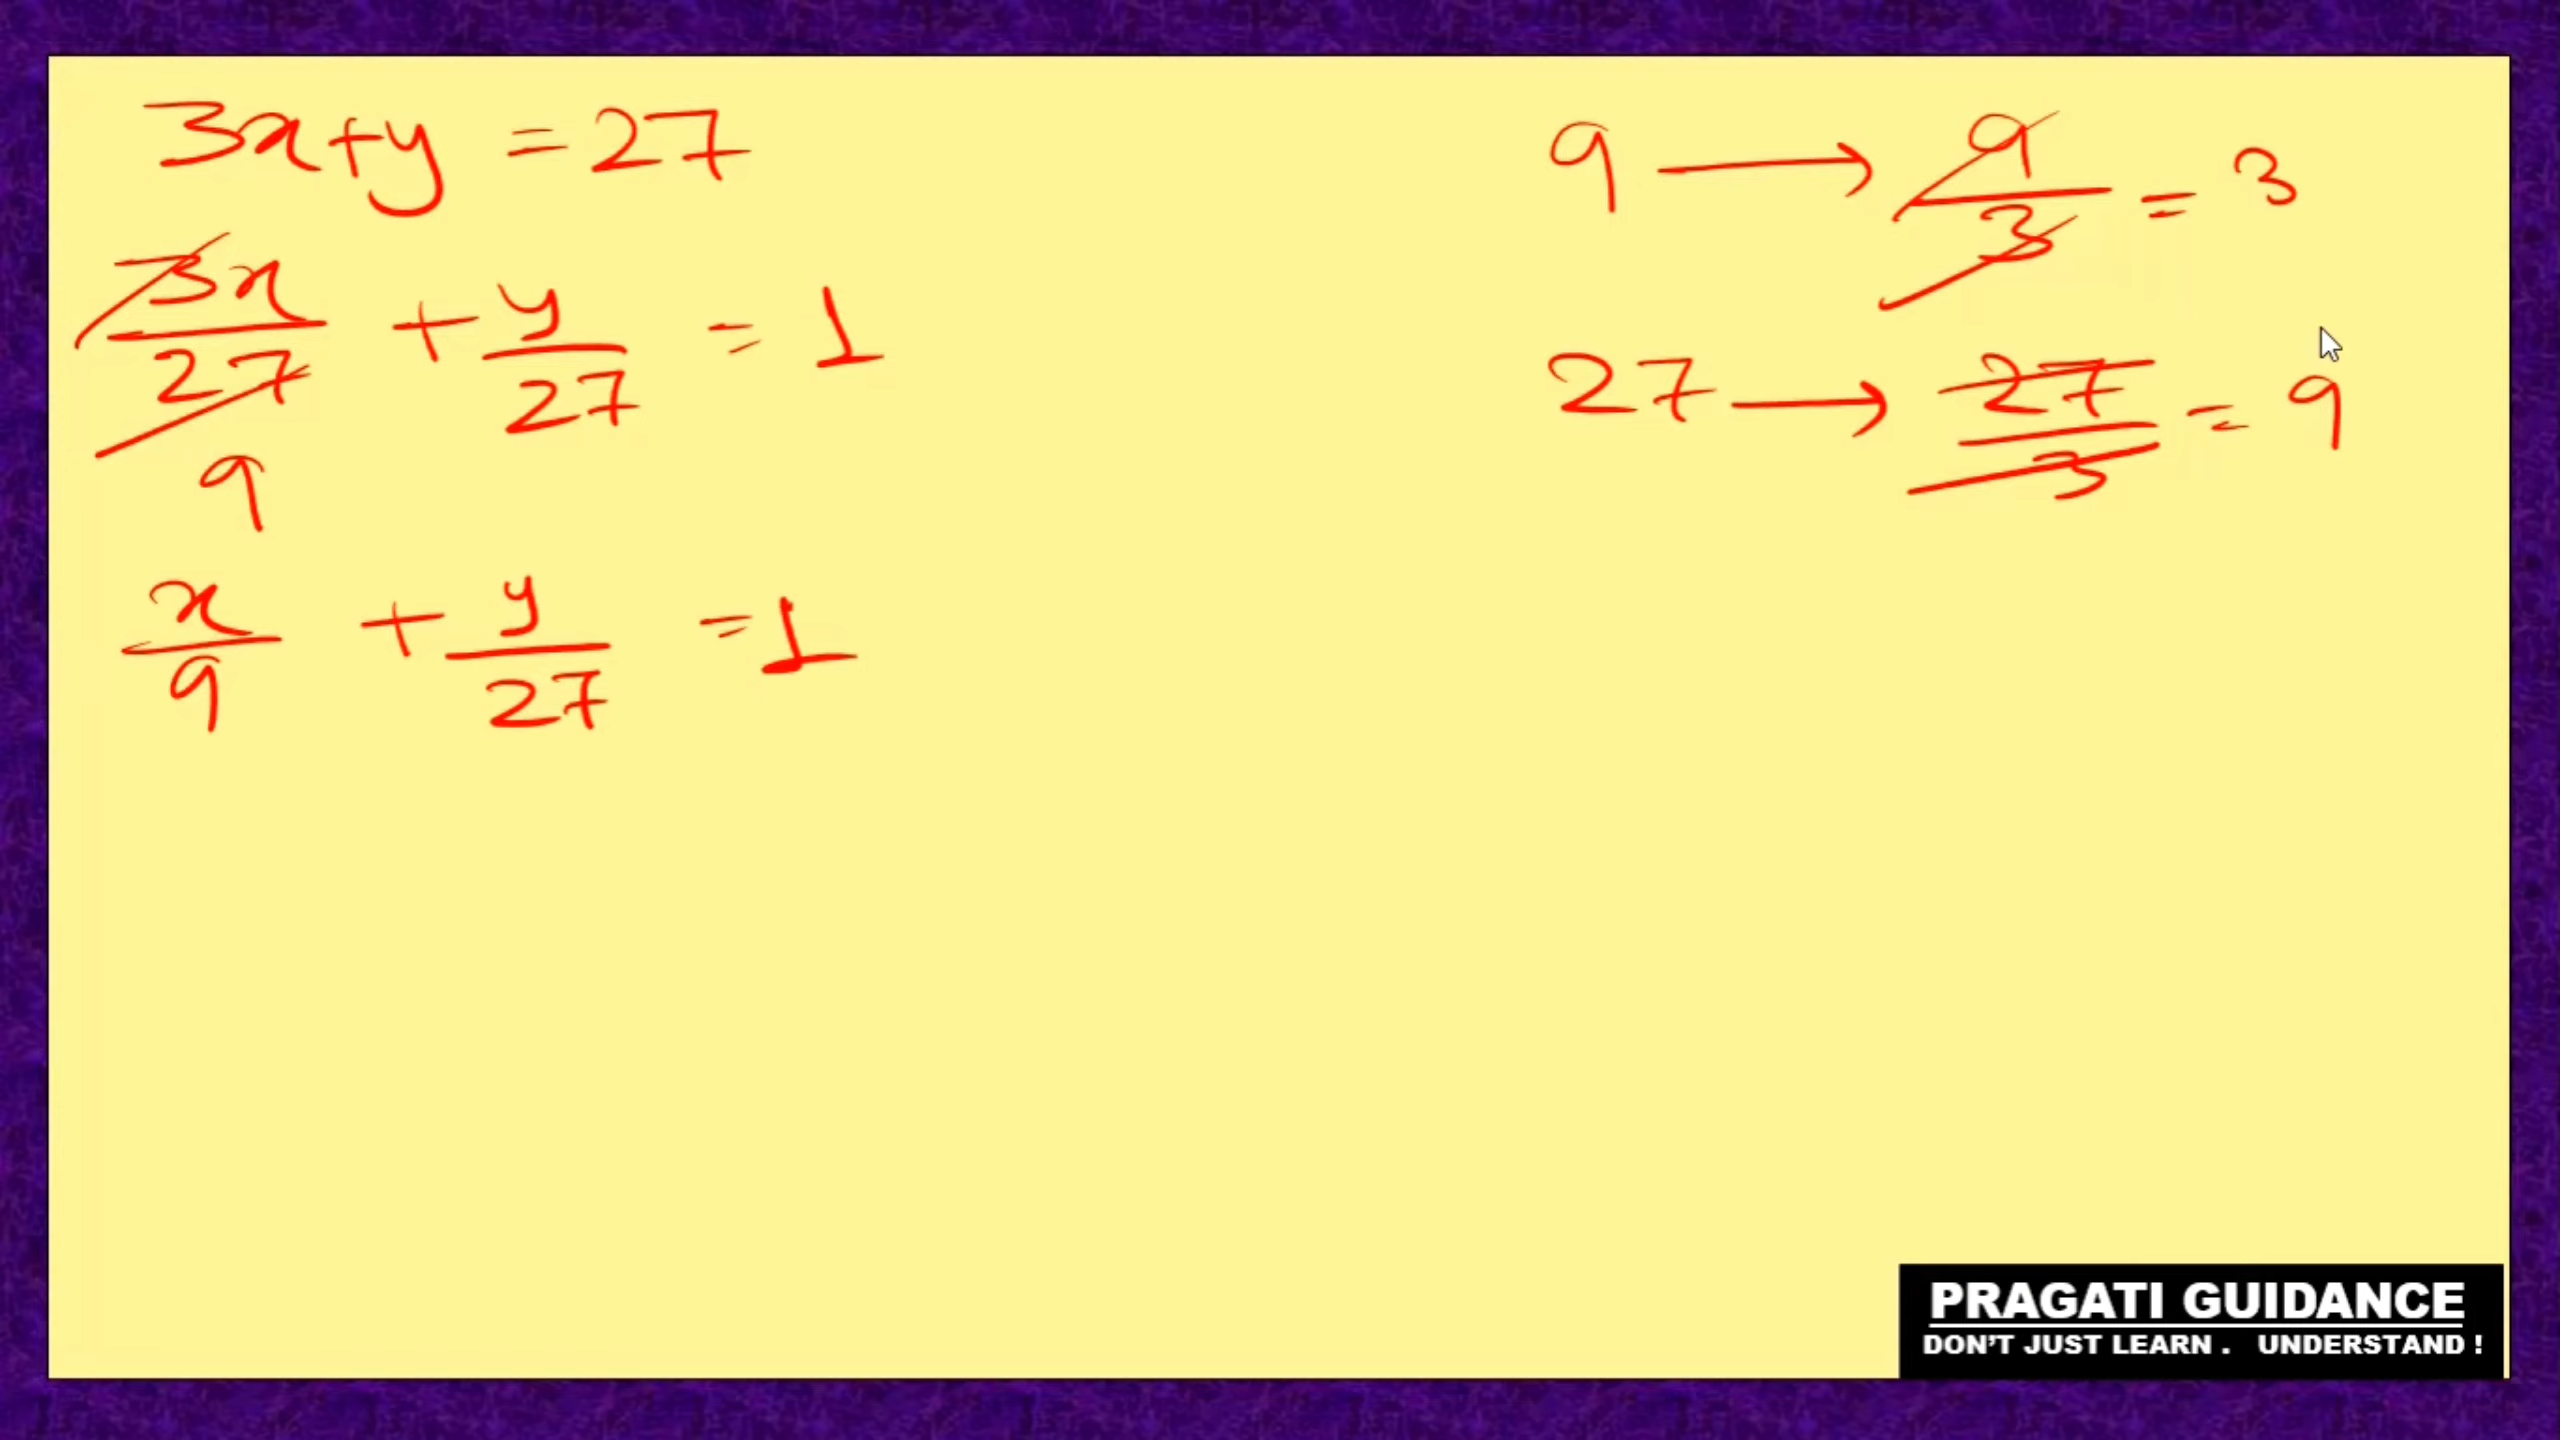 3x+y = 27
3x/27 + y/27 = 1
9
x/9 + y/27 = 1
9 → 9/3 = 3
27 → 27/3 = 9
PRAGATI GUIDANCE
DON'T JUST LEARN . UNDERSTAND !